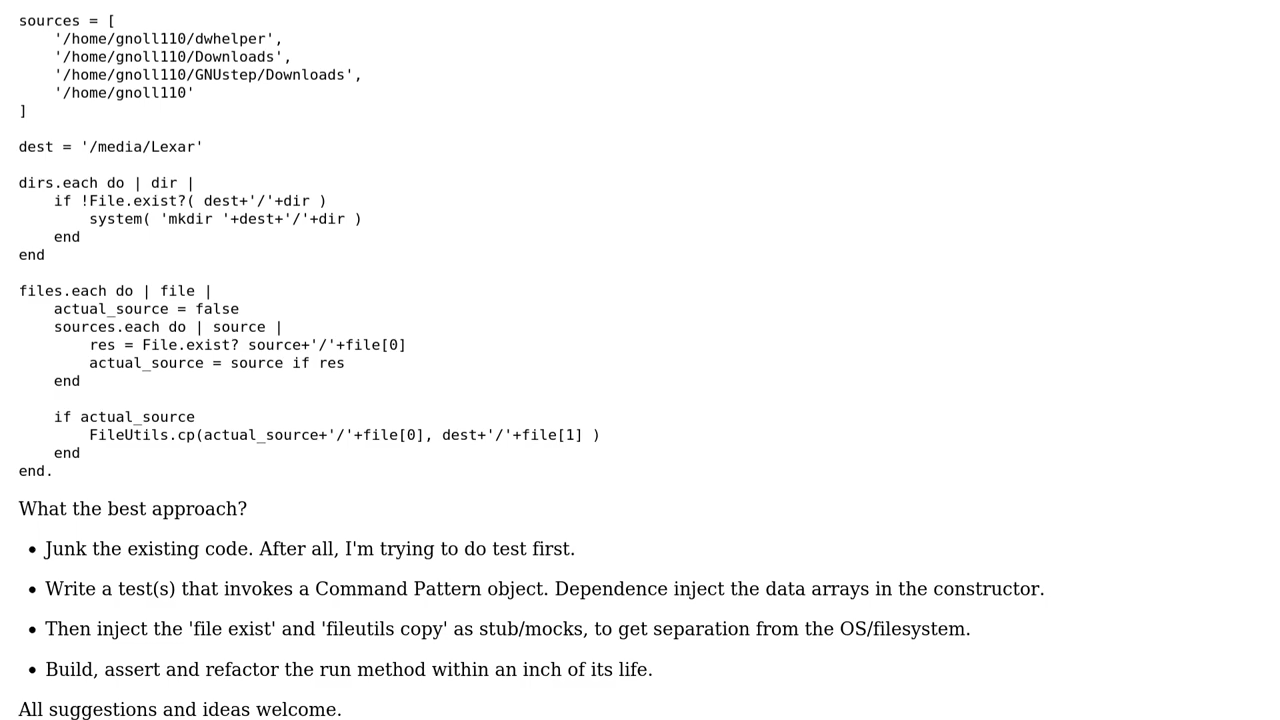 sources = [
    '/home/gnoll110/dwhelper',
    '/home/gnoll110/Downloads',
    '/home/gnoll110/GNUstep/Downloads',
    '/home/gnoll110'
]

dest = '/media/Lexar'

dirs.each do | dir |
    if !File.exist?( dest+'/'+dir )
        system( 'mkdir '+dest+'/'+dir )
    end
end

files.each do | file |
    actual_source = false
    sources.each do | source |
        res = File.exist? source+'/'+file[0]
        actual_source = source if res
    end

    if actual_source
        FileUtils.cp(actual_source+'/'+file[0], dest+'/'+file[1] )
    end
end.
What the best approach?
• Junk the existing code. After all, I'm trying to do test first.
• Write a test(s) that invokes a Command Pattern object. Dependence inject the data arrays in the constructor.
• Then inject the 'file exist' and 'fileutils copy' as stub/mocks, to get separation from the OS/filesystem.
• Build, assert and refactor the run method within an inch of its life.
All suggestions and ideas welcome.